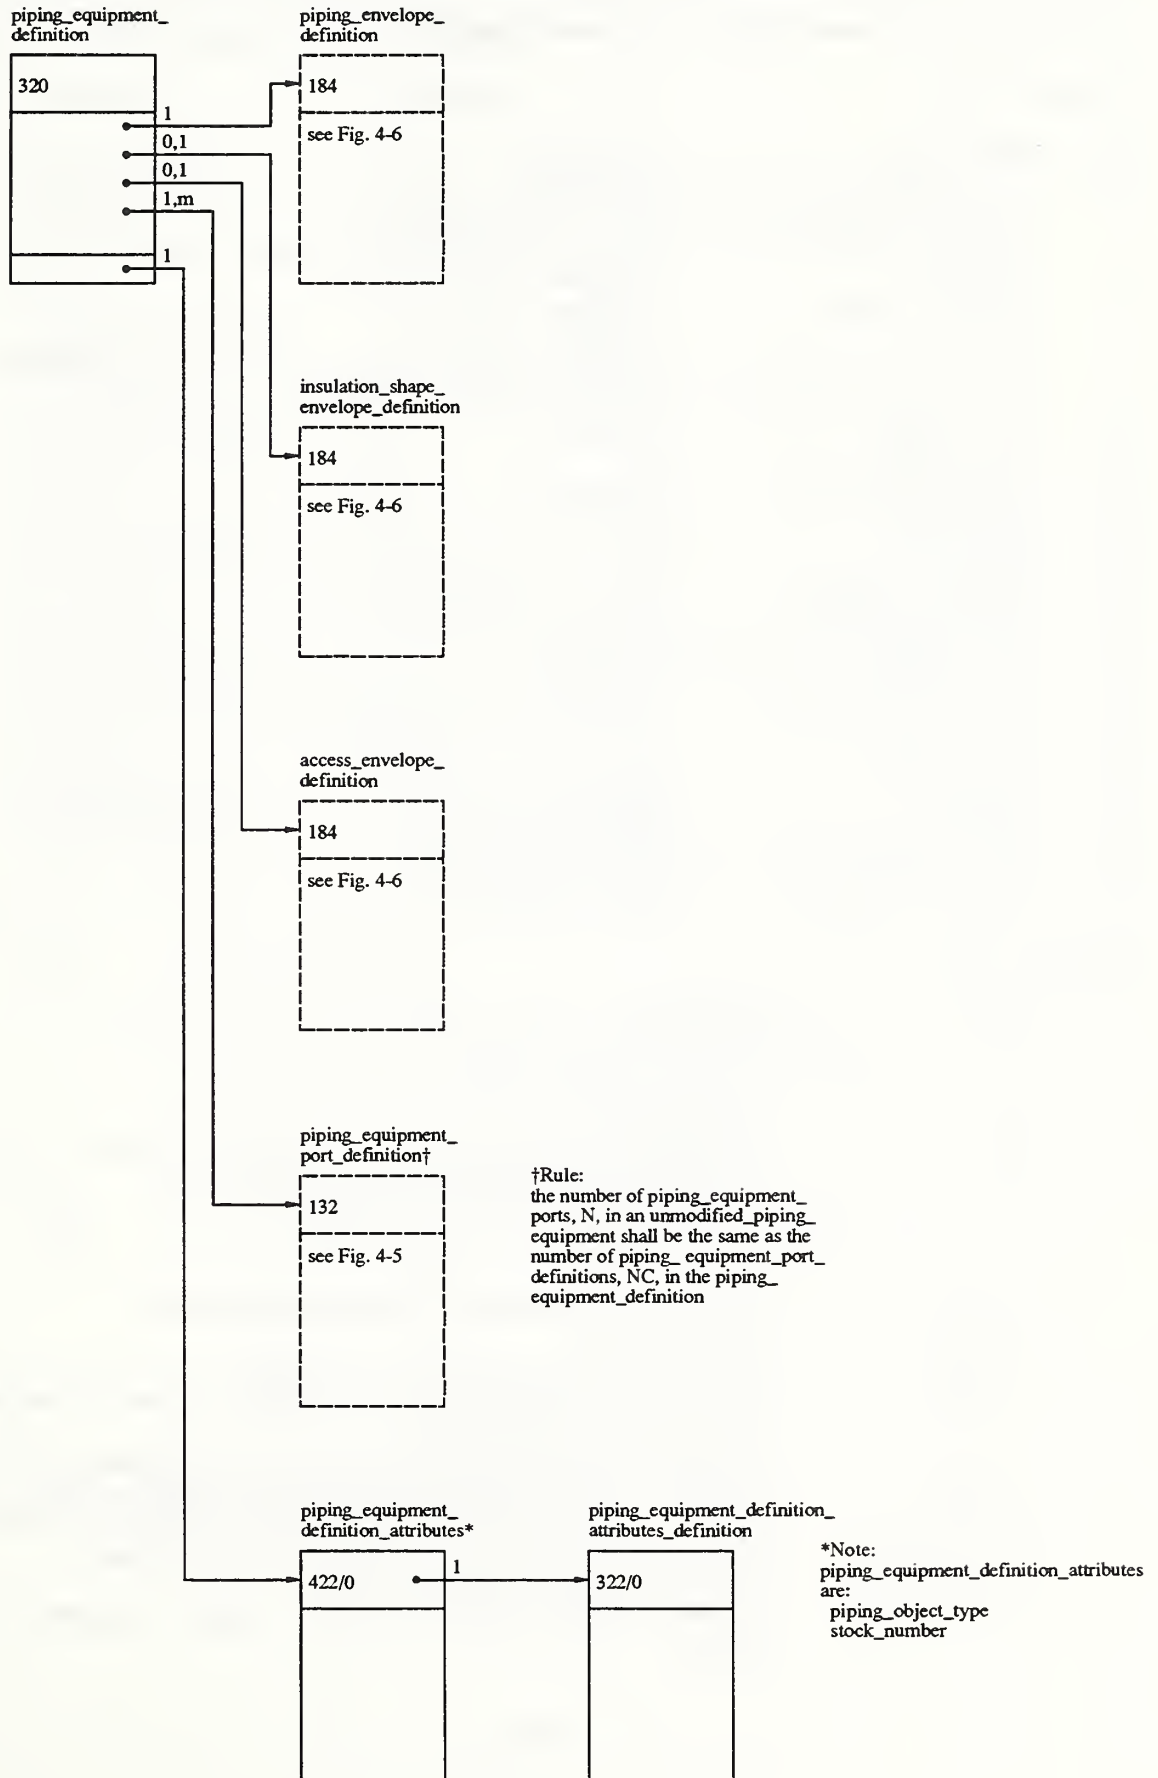 piping_equipment_
definition
320
1
0,1
0,1
1,m
1
piping_envelope_
definition
184
see Fig. 4-6
insulation_shape_
envelope_definition
184
see Fig. 4-6
access_envelope_
definition
184
see Fig. 4-6
piping_equipment_
port_definition†
132
see Fig. 4-5
†Rule:
the number of piping_equipment_
ports, N, in an unmodified_piping_
equipment shall be the same as the
number of piping_ equipment_port_
definitions, NC, in the piping_
equipment_definition
piping_equipment_
definition_attributes*
422/0
1
piping_equipment_definition_
attributes_definition
322/0
*Note:
piping_equipment_definition_attributes
are:
piping_object_type
stock_number